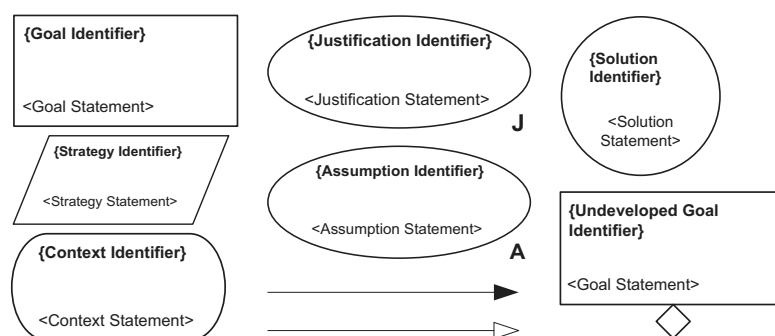 {Goal Identifier}
<Goal Statement>
{Strategy Identifier}
<Strategy Statement>
{Context Identifier}
<Context Statement>
{Justification Identifier}
<Justification Statement>
J
{Assumption Identifier}
<Assumption Statement>
A
{Solution
Identifier}
<Solution
Statement>
{Undeveloped Goal
Identifier}
<Goal Statement>